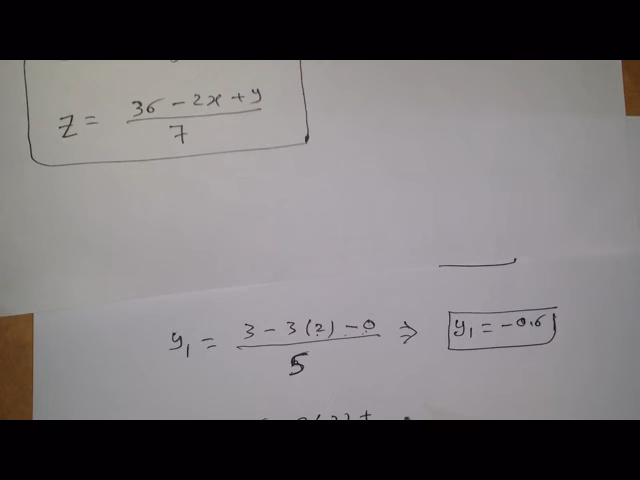 Z = (36 - 2x + y) / 7
y₁ = (3 - 3(2) - 0) / 5 ⇒ y₁ = -0.6